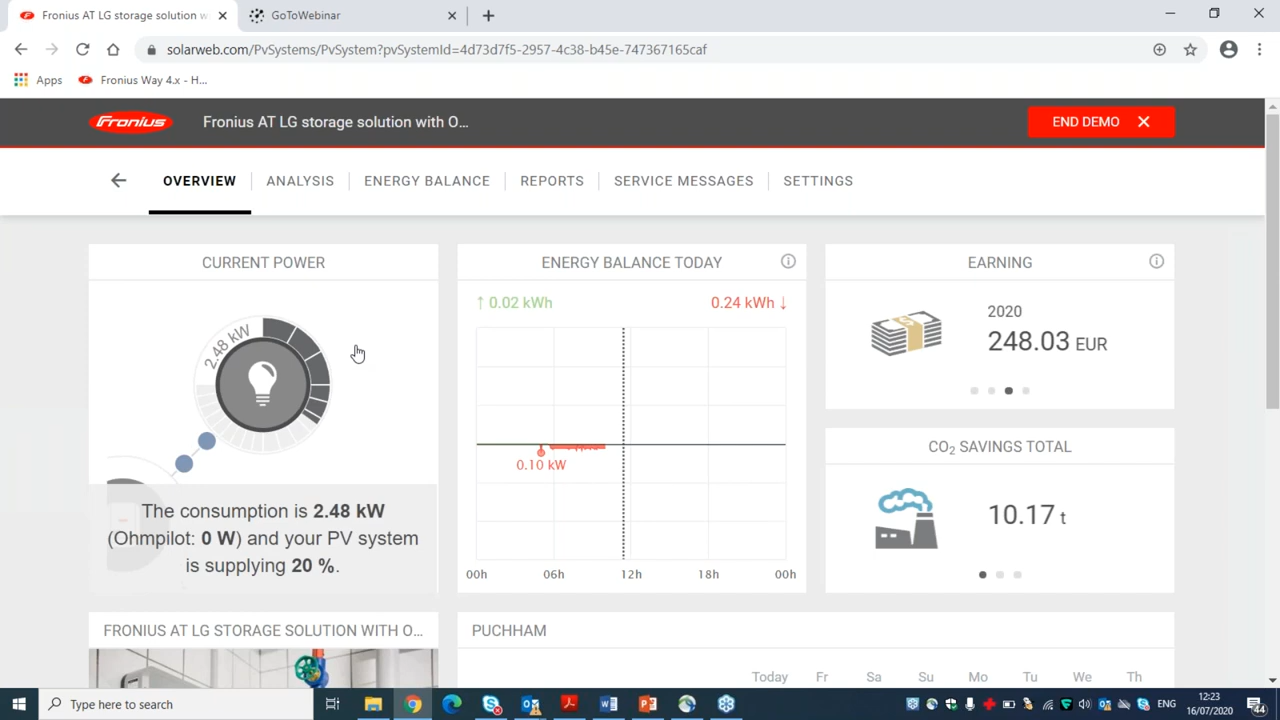 Fronius AT LG storage solution w
GoToWebinar
solarweb.com/PvSystems/PvSystem?pvSystemId=4d73d7f5-2957-4c38-b45e-747367165caf
Apps
Fronius Way 4.x - H...
Fronius
Fronius AT LG storage solution with O...
END DEMO
OVERVIEW
ANALYSIS
ENERGY BALANCE
REPORTS
SERVICE MESSAGES
SETTINGS
CURRENT POWER
2.48 kW
The consumption is 2.48 kW
(Ohmpilot: 0 W) and your PV system
is supplying 20 %.
ENERGY BALANCE TODAY
↑ 0.02 kWh
0.24 kWh ↓
0.10 kW
00h 06h 12h 18h 00h
EARNING
2020
248.03 EUR
CO₂ SAVINGS TOTAL
10.17 t
FRONIUS AT LG STORAGE SOLUTION WITH O...
PUCHHAM
Today Fr Sa Su Mo Tu We Th
Type here to search
ENG
12:23
16/07/2020
44